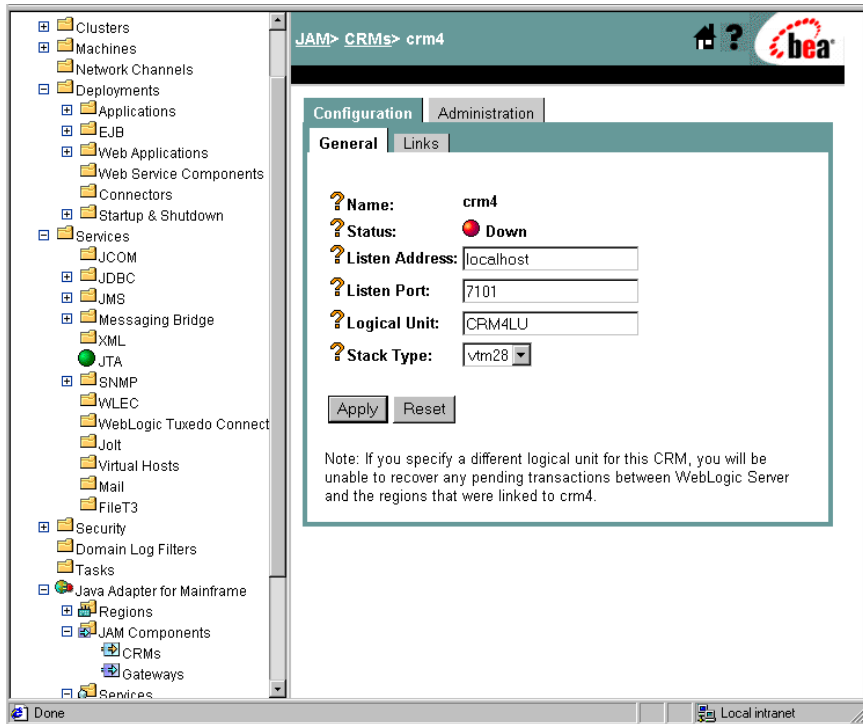 Clusters
Machines
Network Channels
Deployments
Applications
EJB
Web Applications
Web Service Components
Connectors
Startup & Shutdown
Services
JCOM
JDBC
JMS
Messaging Bridge
XML
JTA
SNMP
WLEC
WebLogic Tuxedo Connect
Jolt
Virtual Hosts
Mail
FileT3
Security
Domain Log Filters
Tasks
Java Adapter for Mainframe
Regions
JAM Components
CRMs
Gateways
Services
JAM> CRMs> crm4
?
bea
Configuration Administration
General Links
? Name: crm4
? Status: Down
? Listen Address: localhost
? Listen Port: 7101
? Logical Unit: CRM4LU
? Stack Type: vtm28
Apply Reset
Note: If you specify a different logical unit for this CRM, you will be
unable to recover any pending transactions between WebLogic Server
and the regions that were linked to crm4.
Done Local intranet